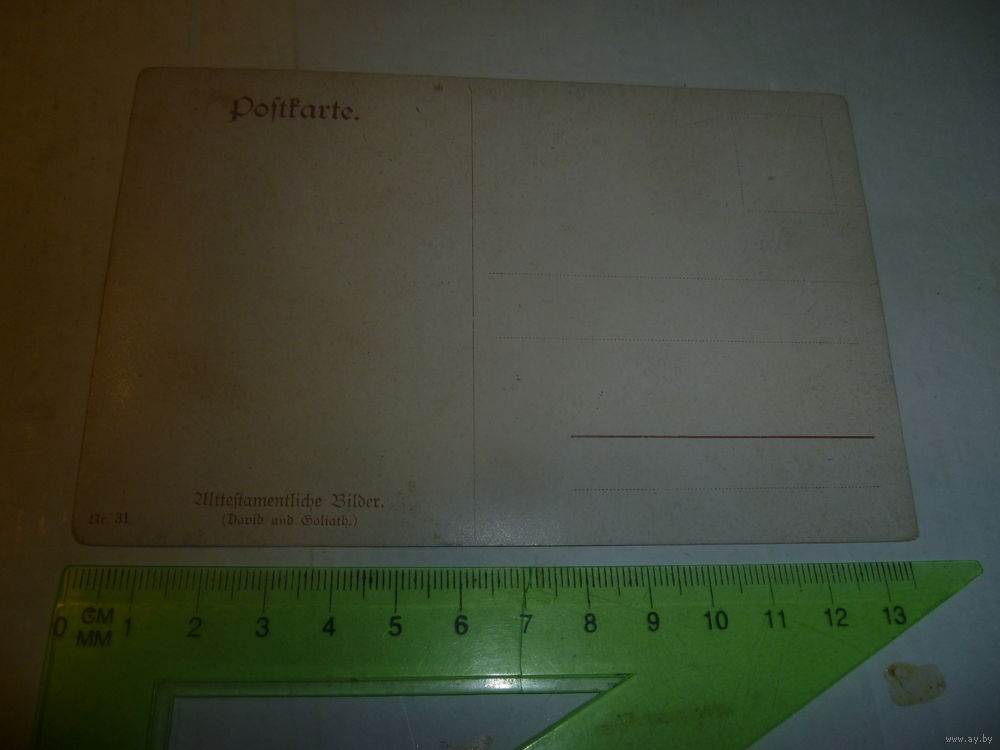 Poſtkarte.
Altteſtamentliche Bilder.
(David und Goliath.)
Nr. 31
0 CM 1 2 3 4 5 6 7 8 9 10 11 12 13
MM
www.ay.by